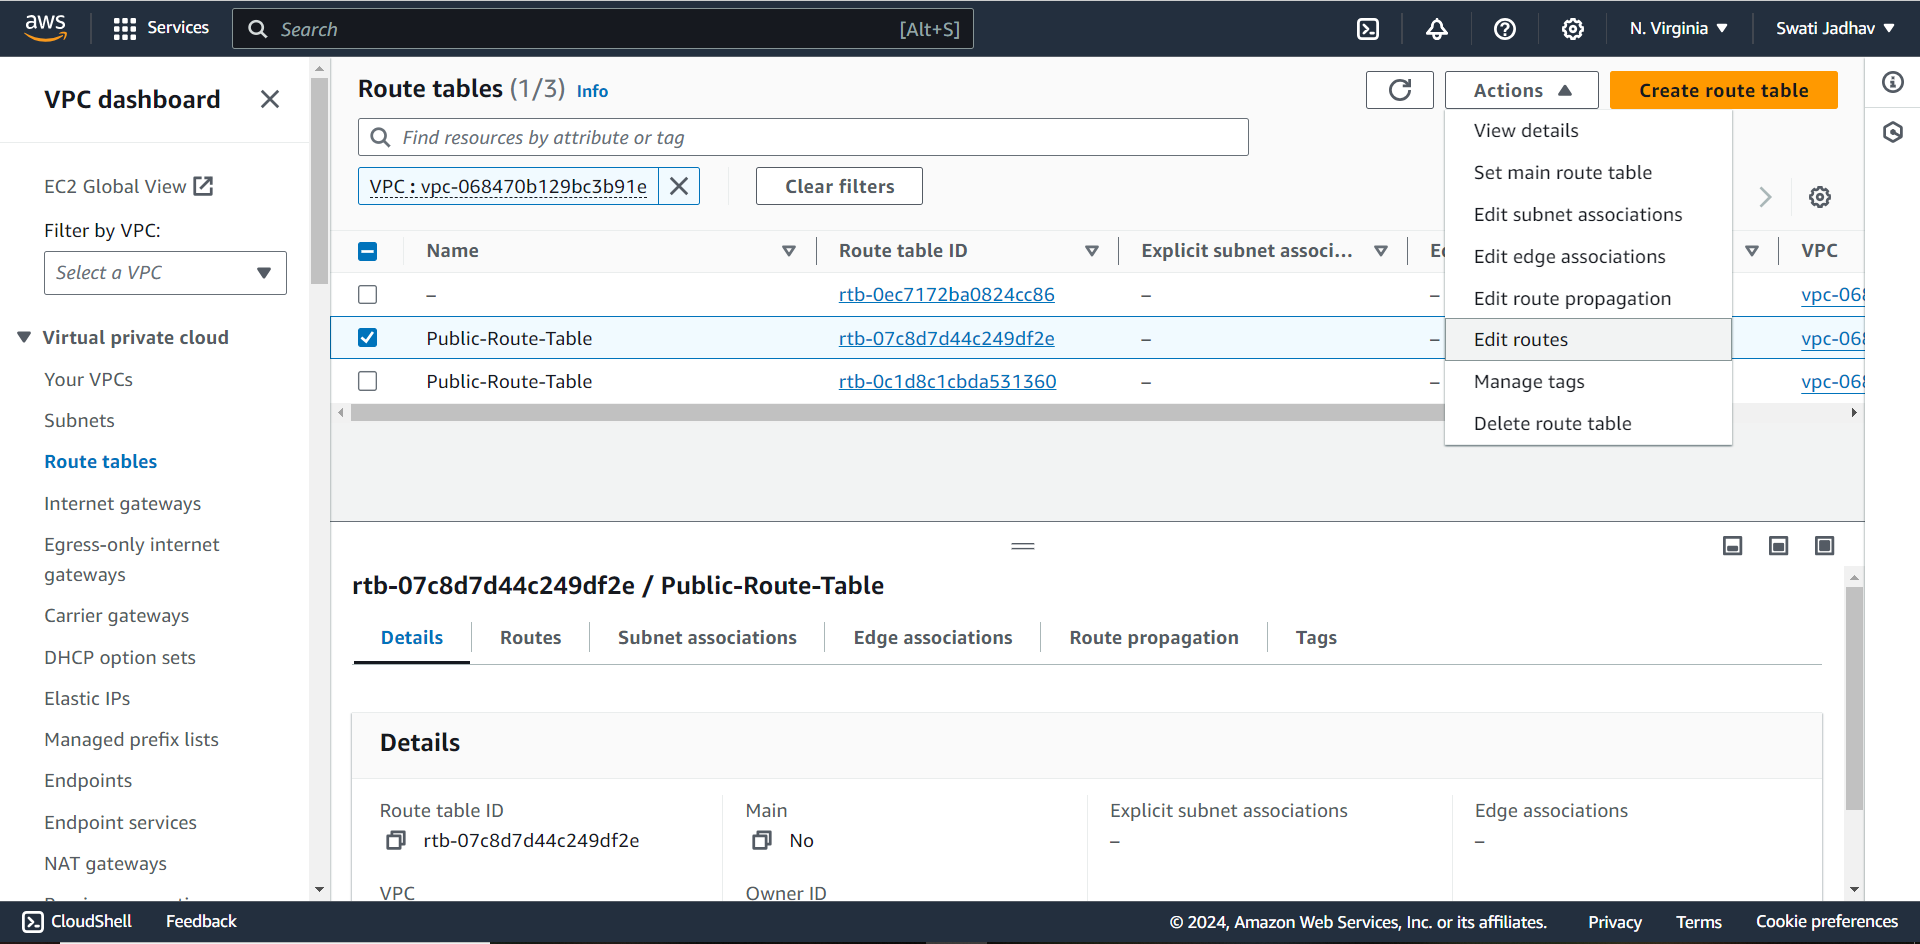 aws
Services
Search
[Alt+S]
N. Virginia
Swati Jadhav
VPC dashboard
EC2 Global View
Filter by VPC:
Select a VPC
Virtual private cloud
Your VPCs
Subnets
Route tables
Internet gateways
Egress-only internet
gateways
Carrier gateways
DHCP option sets
Elastic IPs
Managed prefix lists
Endpoints
Endpoint services
NAT gateways
Route tables (1/3) Info
Actions
Create route table
Find resources by attribute or tag
VPC : vpc-068470b129bc3b91e
Clear filters
View details
Set main route table
Edit subnet associations
Edit edge associations
Edit route propagation
Edit routes
Manage tags
Delete route table
Name
Route table ID
Explicit subnet associ...
VPC
– rtb-0ec7172ba0824cc86 – – vpc-068
Public-Route-Table rtb-07c8d7d44c249df2e – – vpc-068
Public-Route-Table rtb-0c1d8c1cbda531360 – – vpc-068
rtb-07c8d7d44c249df2e / Public-Route-Table
Details
Routes
Subnet associations
Edge associations
Route propagation
Tags
Details
Route table ID
rtb-07c8d7d44c249df2e
Main
No
Explicit subnet associations
–
Edge associations
–
VPC
Owner ID
CloudShell
Feedback
© 2024, Amazon Web Services, Inc. or its affiliates.
Privacy
Terms
Cookie preferences